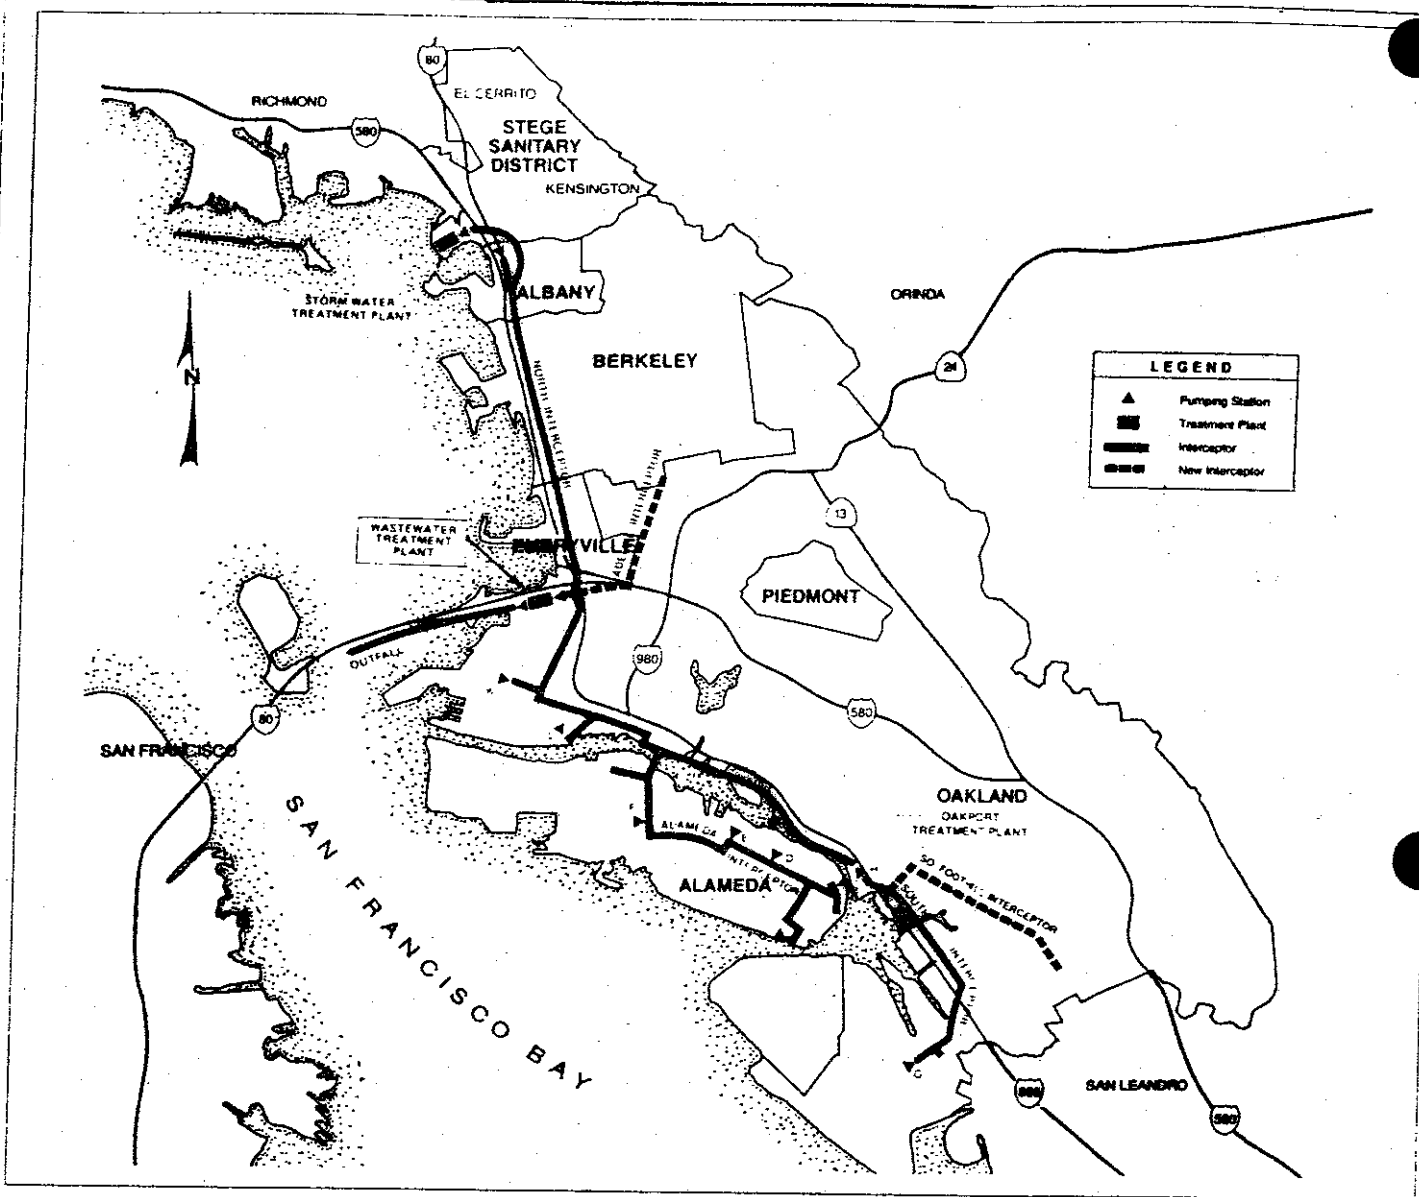 80
EL CERRITO
RICHMOND
580
STEGE
SANITARY
DISTRICT
KENSINGTON
ALBANY
STORM WATER
TREATMENT PLANT
ORINDA
BERKELEY
24
LEGEND
Pumping Station
Treatment Plant
Interceptor
New Interceptor
N
NORTH INTERCEPTOR
INTERCEPTOR
13
WASTEWATER
TREATMENT
PLANT
EMERYVILLE
PIEDMONT
OUTFALL
980
580
80
SAN FRANCISCO
SAN FRANCISCO BAY
OAKLAND
OAKPORT
TREATMENT PLANT
ALAMEDA
INTERCEPTOR
ALAMEDA
SO. FOOTHILL INTERCEPTOR
SOUTH
F
D
G
SAN LEANDRO
580